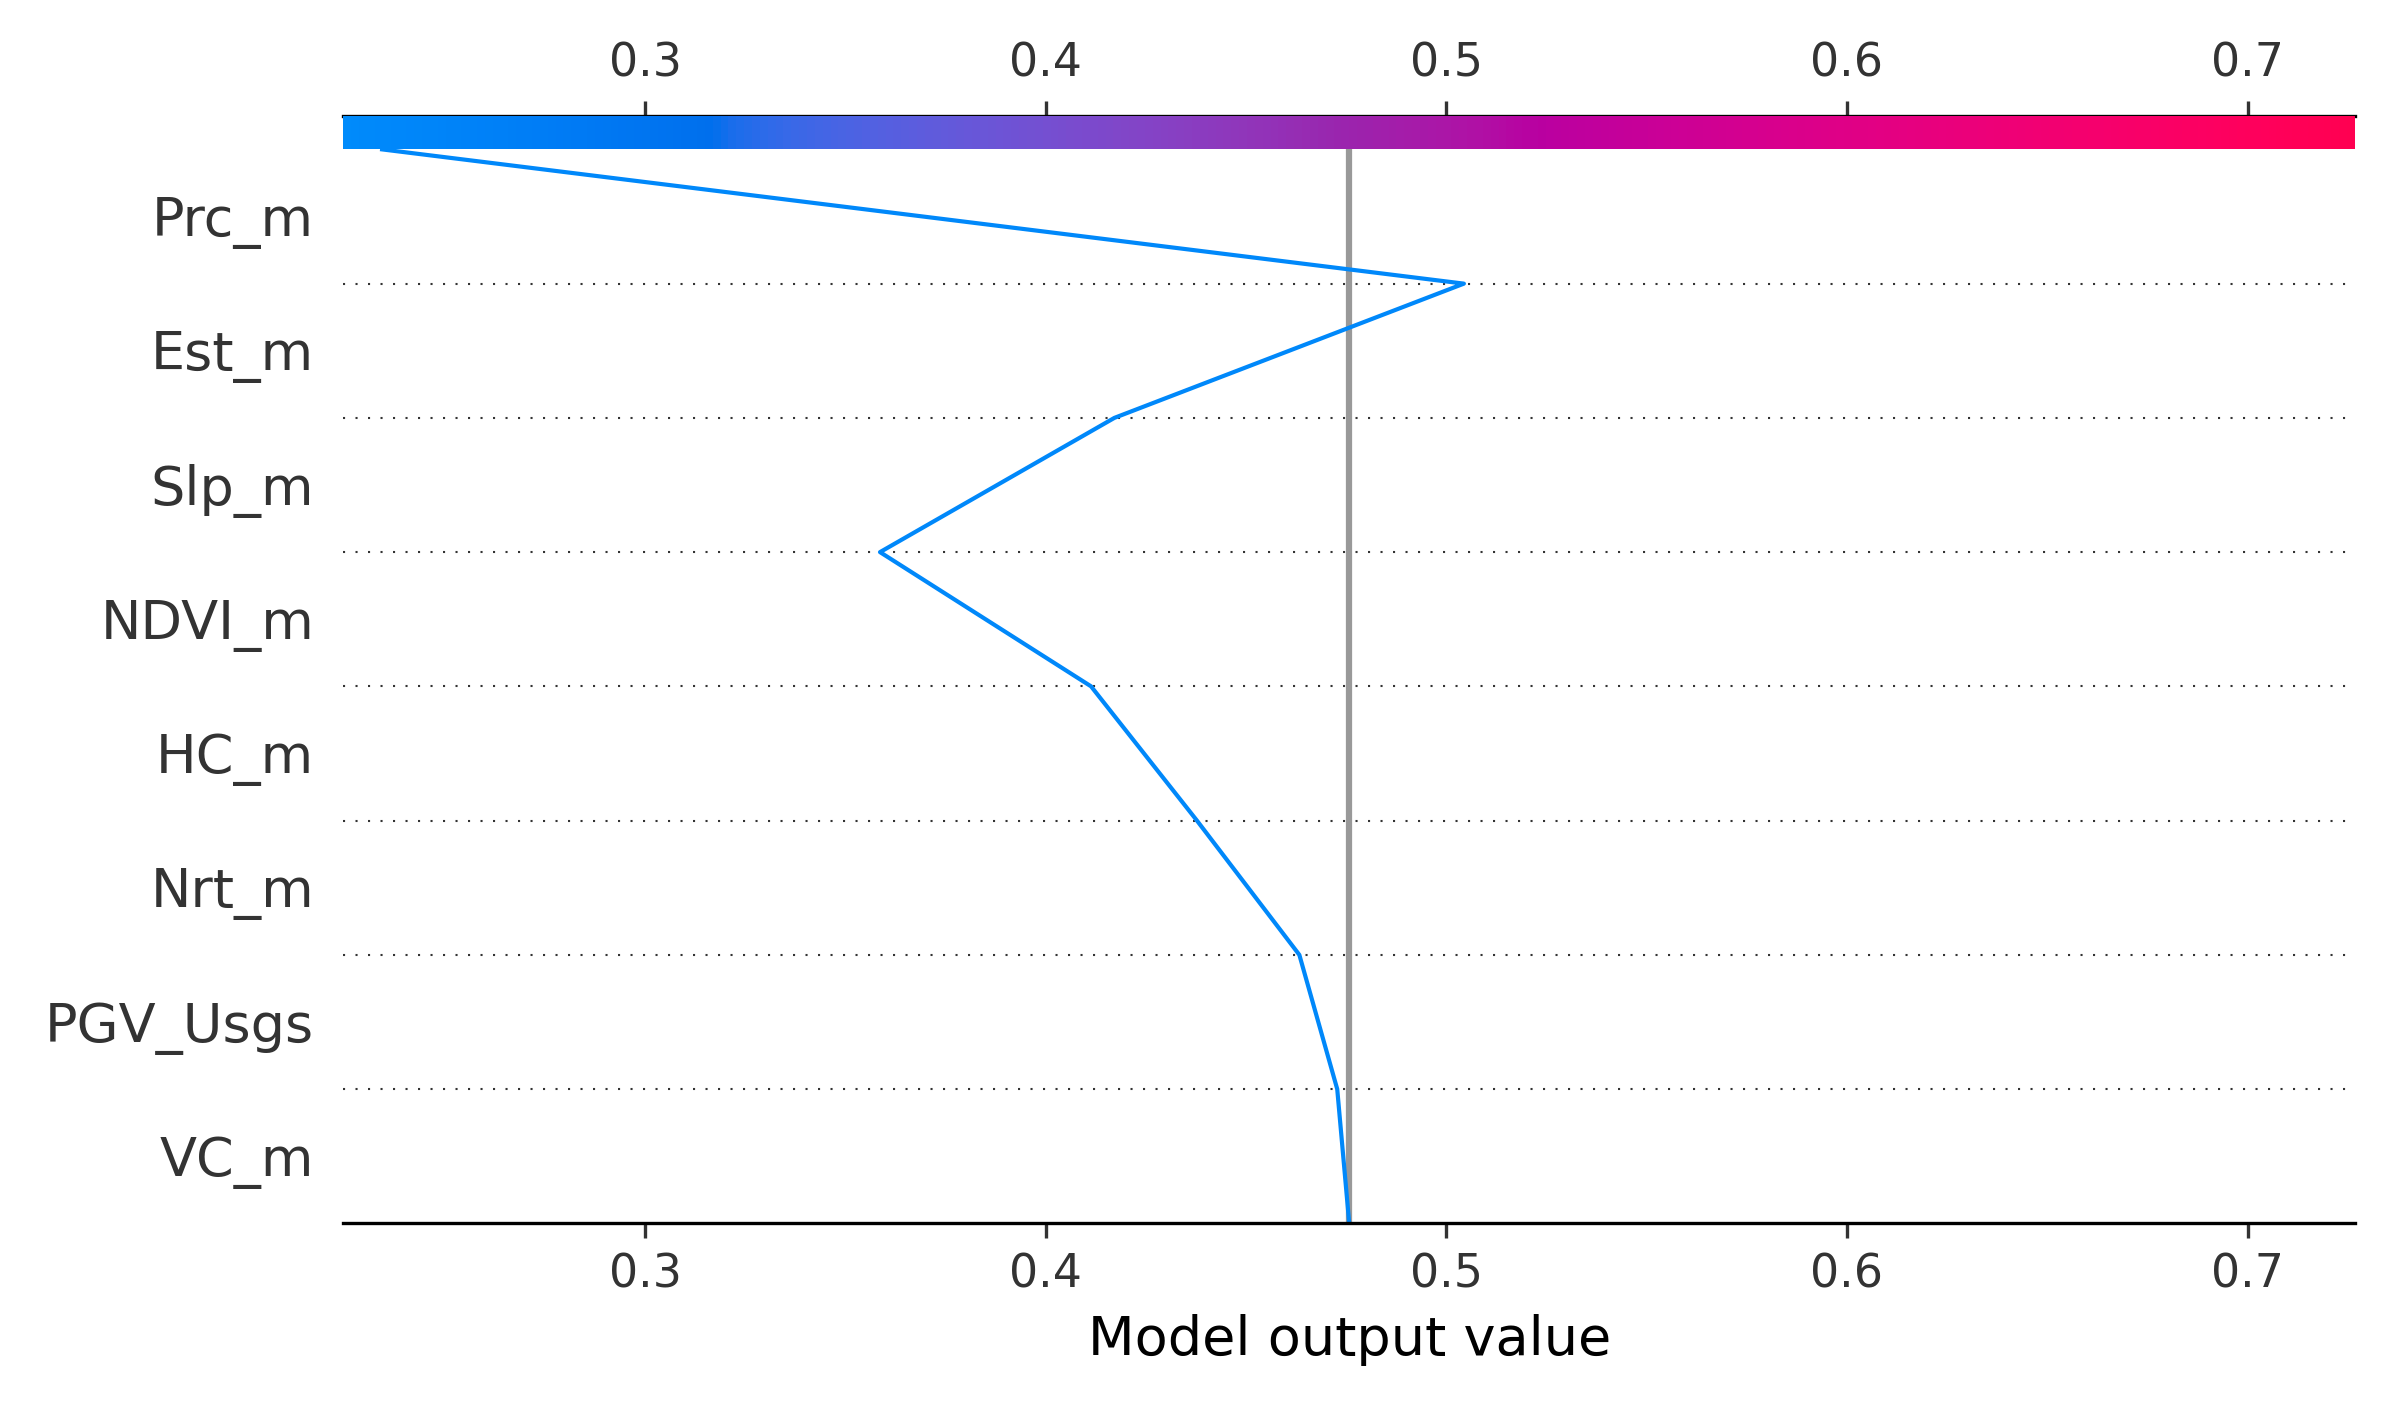 0.3 0.4 0.5 0.6 0.7
Prc_m
Est_m
Slp_m
NDVI_m
HC_m
Nrt_m
PGV_Usgs
VC_m
0.3 0.4 0.5 0.6 0.7
Model output value